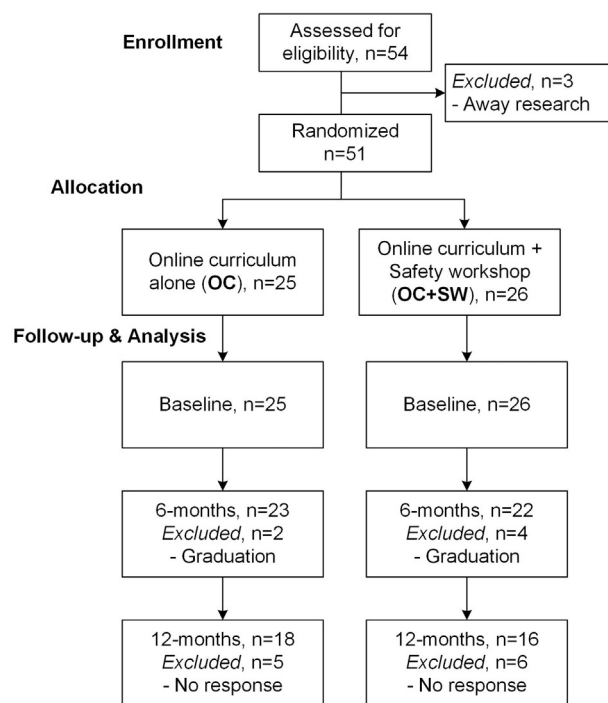 Enrollment
Assessed for
eligibility, n=54
Excluded, n=3
- Away research
Randomized
n=51
Allocation
Online curriculum
alone (OC), n=25
Online curriculum +
Safety workshop
(OC+SW), n=26
Follow-up & Analysis
Baseline, n=25
Baseline, n=26
6-months, n=23
Excluded, n=2
- Graduation
6-months, n=22
Excluded, n=4
- Graduation
12-months, n=18
Excluded, n=5
- No response
12-months, n=16
Excluded, n=6
- No response